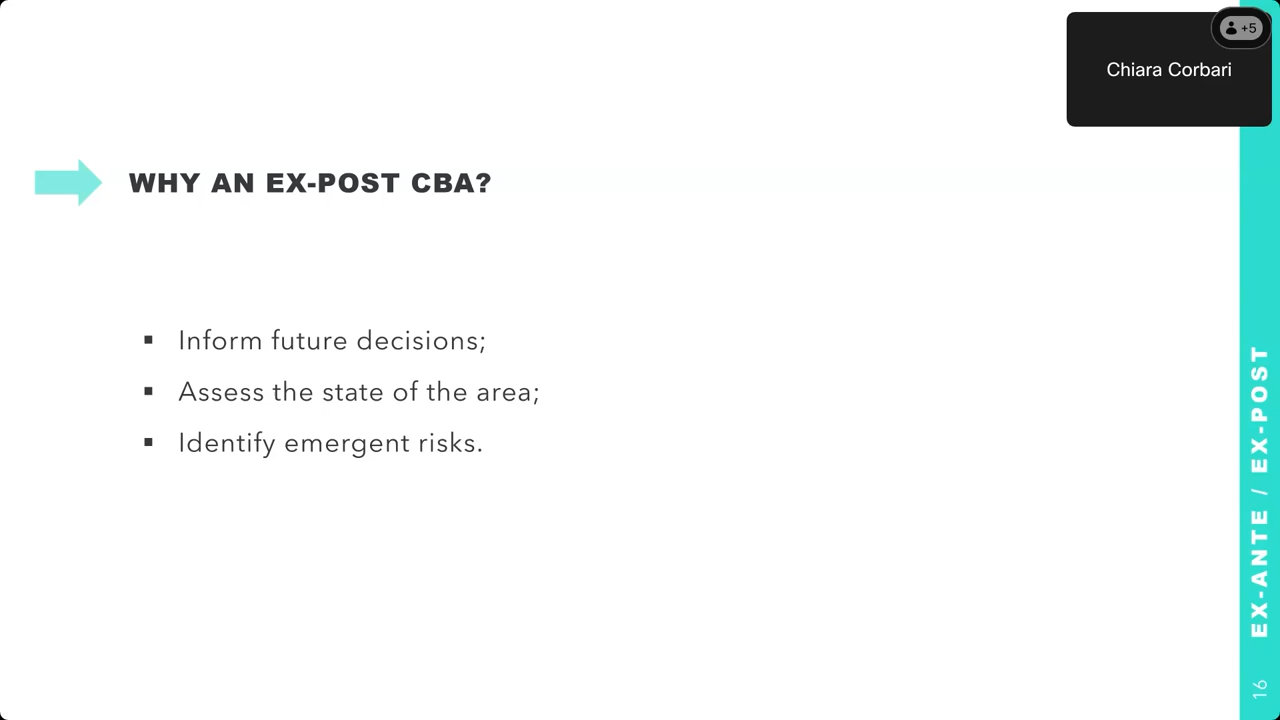 +5
Chiara Corbari
WHY AN EX-POST CBA?
▪ Inform future decisions;
▪ Assess the state of the area;
▪ Identify emergent risks.
EX-ANTE / EX-POST
16